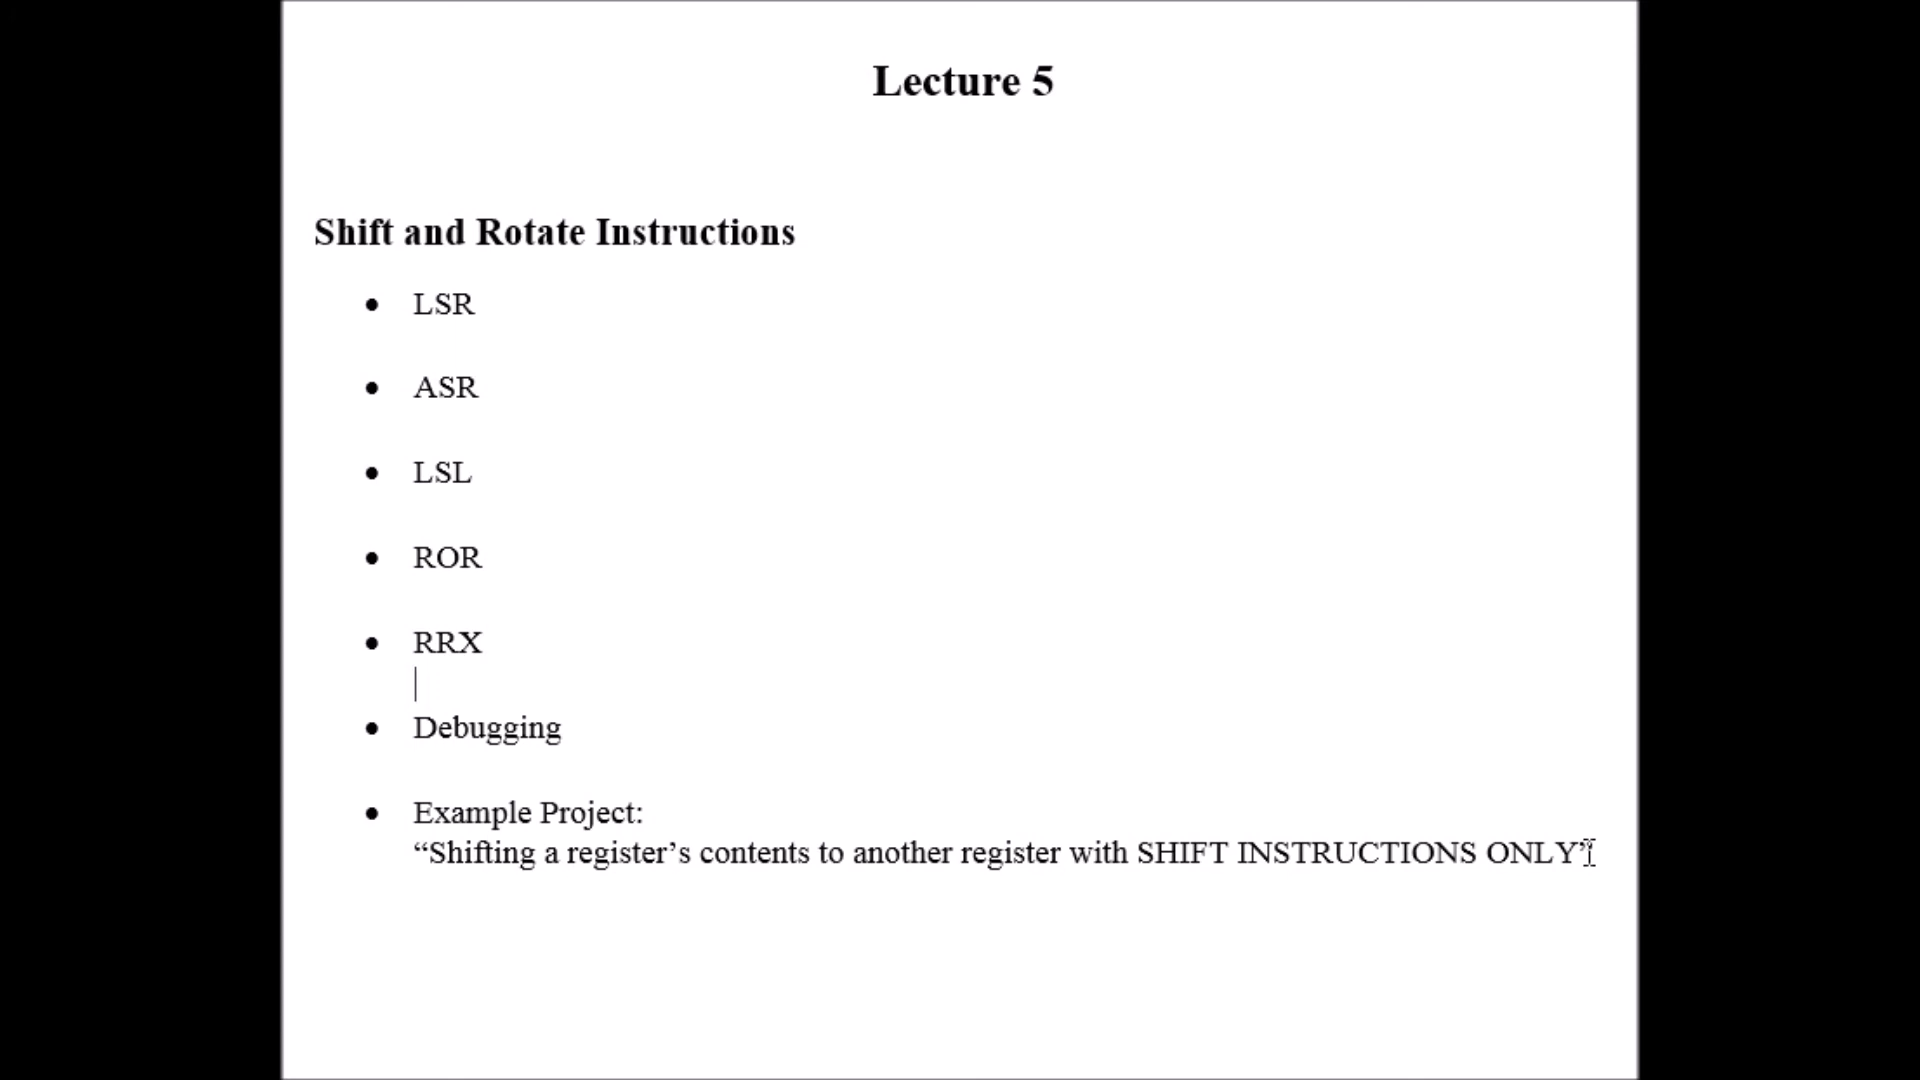 Lecture 5
Shift and Rotate Instructions
• LSR
• ASR
• LSL
• ROR
• RRX
• Debugging
• Example Project:
“Shifting a register’s contents to another register with SHIFT INSTRUCTIONS ONLY”